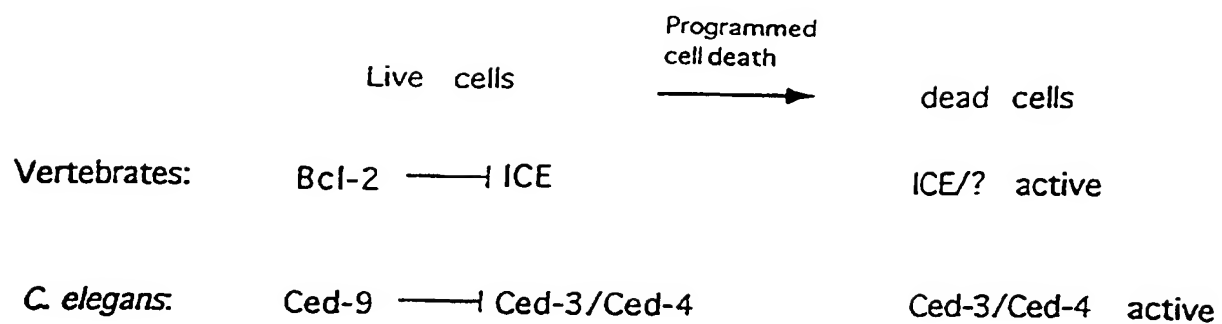 Programmed
cell death
Live cells
dead cells
Vertebrates: Bcl-2 ICE ICE/? active
C. elegans: Ced-9 Ced-3/Ced-4 Ced-3/Ced-4 active